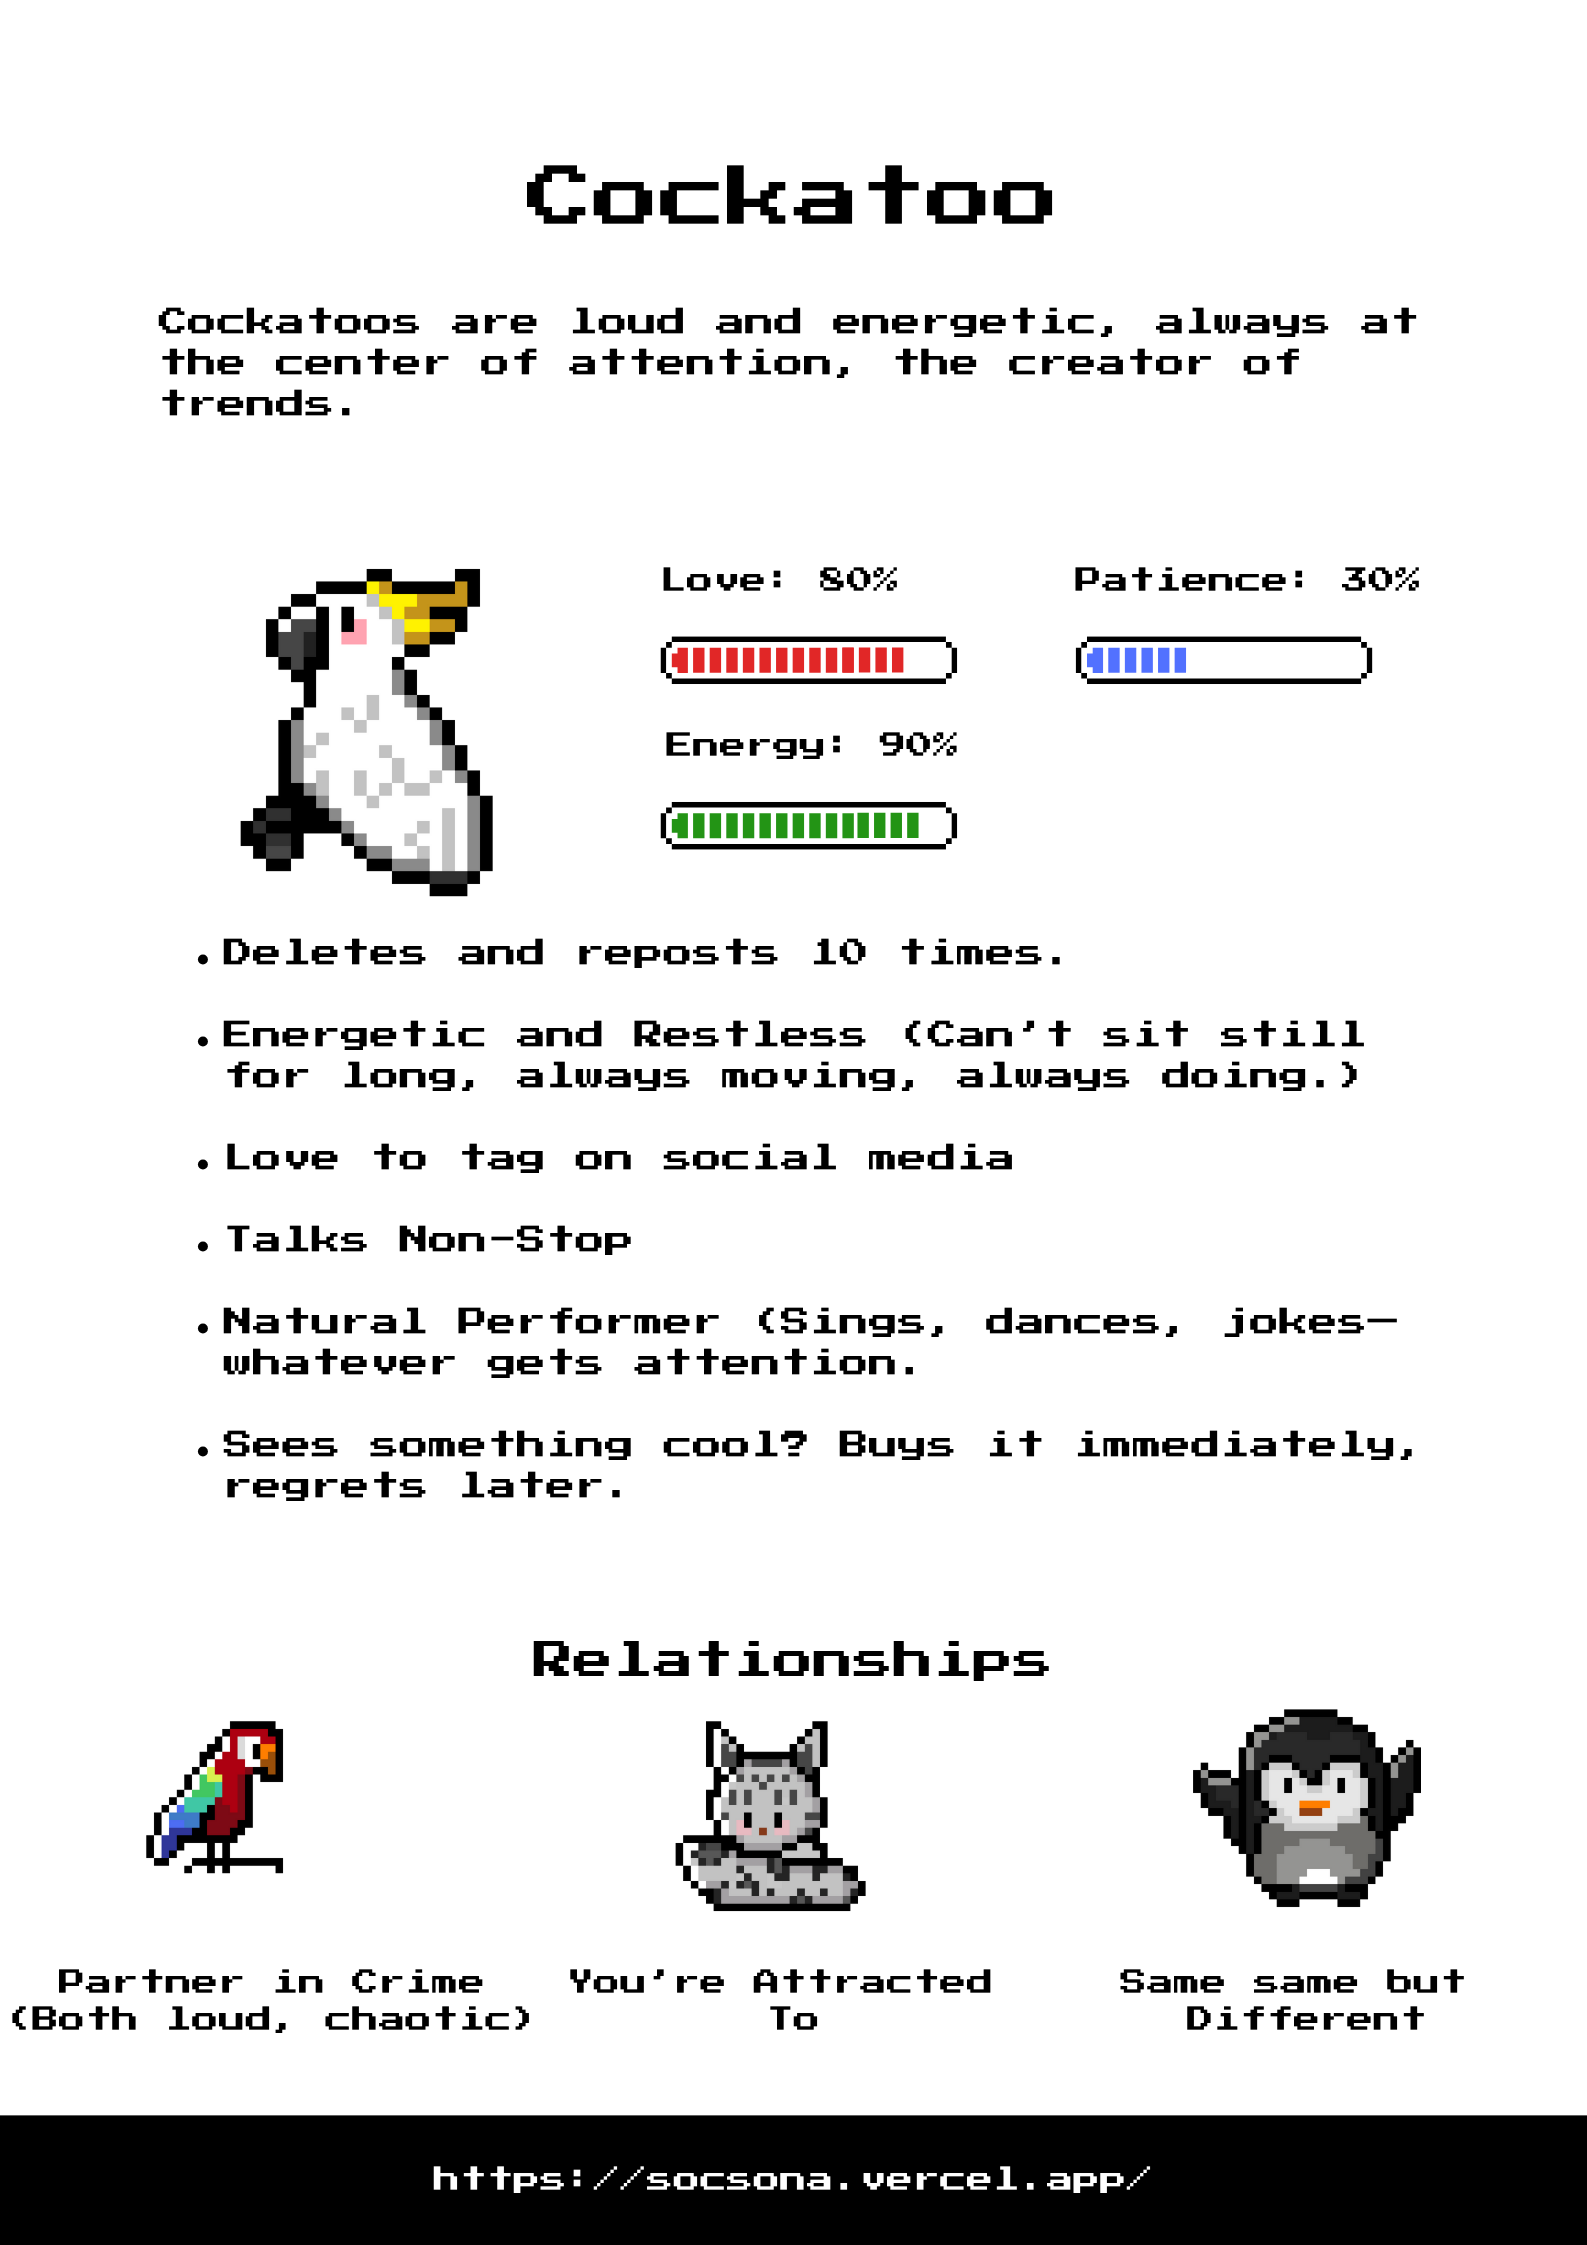 Cockatoo
Cockatoos are loud and energetic, always at
the center of attention, the creator of
trends.
Love: 80%
Patience: 30%
Energy: 90%
• Deletes and reposts 10 times.
• Energetic and Restless (Can't sit still
for long, always moving, always doing.)
• Love to tag on social media
• Talks Non-Stop
• Natural Performer (Sings, dances, jokes—
whatever gets attention.
• Sees something cool? Buys it immediately,
regrets later.
Relationships
Partner in Crime
(Both loud, chaotic)
You're Attracted
To
Same same but
Different
https://socsona.vercel.app/